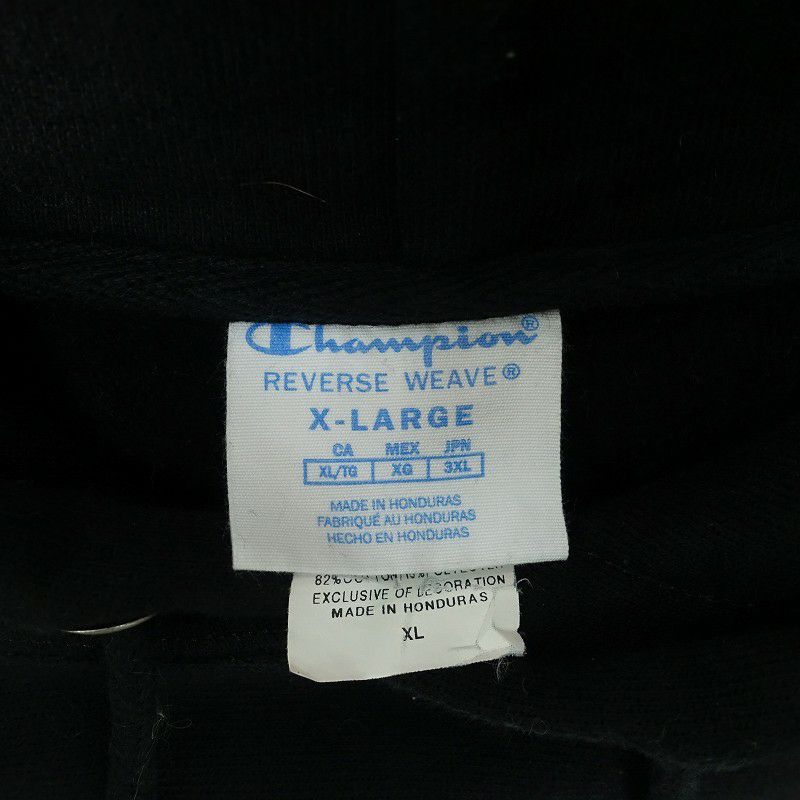 Champion®
REVERSE WEAVE®
X-LARGE
CA MEX JPN
XL/TG XG 3XL
MADE IN HONDURAS
FABRIQUÉ AU HONDURAS
HECHO EN HONDURAS
82%
EXCLUSIVE OF DECORATION
MADE IN HONDURAS
XL